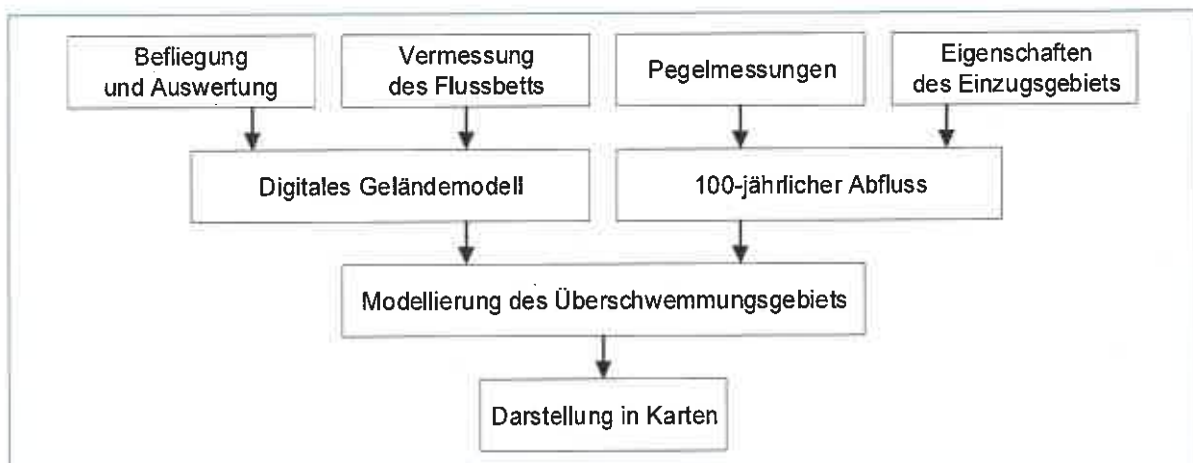 Befliegung
und Auswertung
Vermessung
des Flussbetts
Pegelmessungen
Eigenschaften
des Einzugsgebiets
Digitales Geländemodell
100-jährlicher Abfluss
Modellierung des Überschwemmungsgebiets
Darstellung in Karten